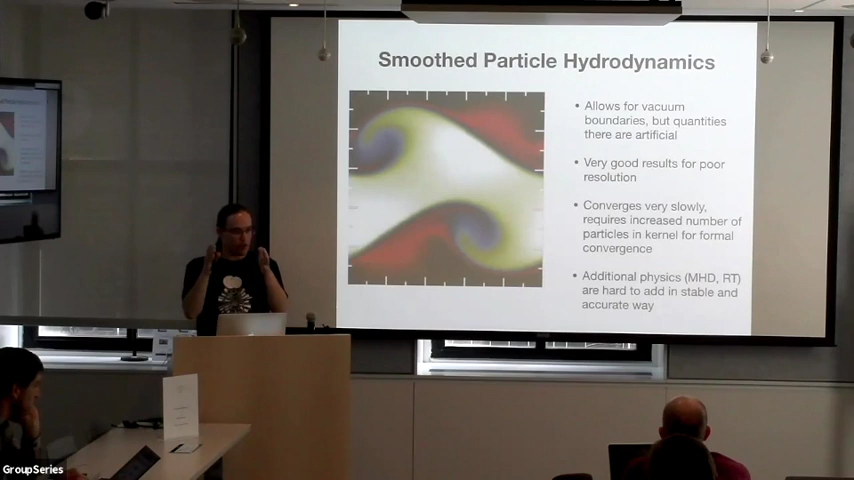 Smoothed Particle Hydrodynamics
• Allows for vacuum
boundaries, but quantities
there are artificial
• Very good results for poor
resolution
• Converges very slowly,
requires increased number of
particles in kernel for formal
convergence
• Additional physics (MHD, RT)
are hard to add in stable and
accurate way
GroupSeries